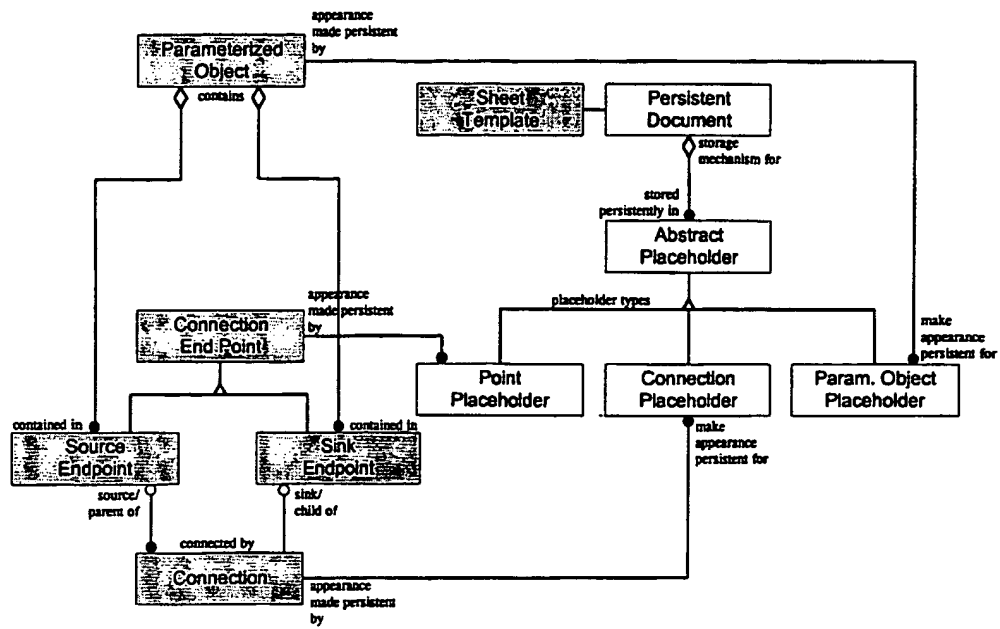 appearance
made persistent
by
Parameterized
Object
contains
Sheet
Template
Persistent
Document
storage
mechanism for
stored
persistently in
Abstract
Placeholder
placeholder types
appearance
made persistent
by
Connection
End Point
make
appearance
persistent for
Point
Placeholder
Connection
Placeholder
Param. Object
Placeholder
contained in
contained in
Source
Endpoint
Sink
Endpoint
make
appearance
persistent for
source/
parent of
sink/
child of
connected by
Connection
appearance
made persistent
by